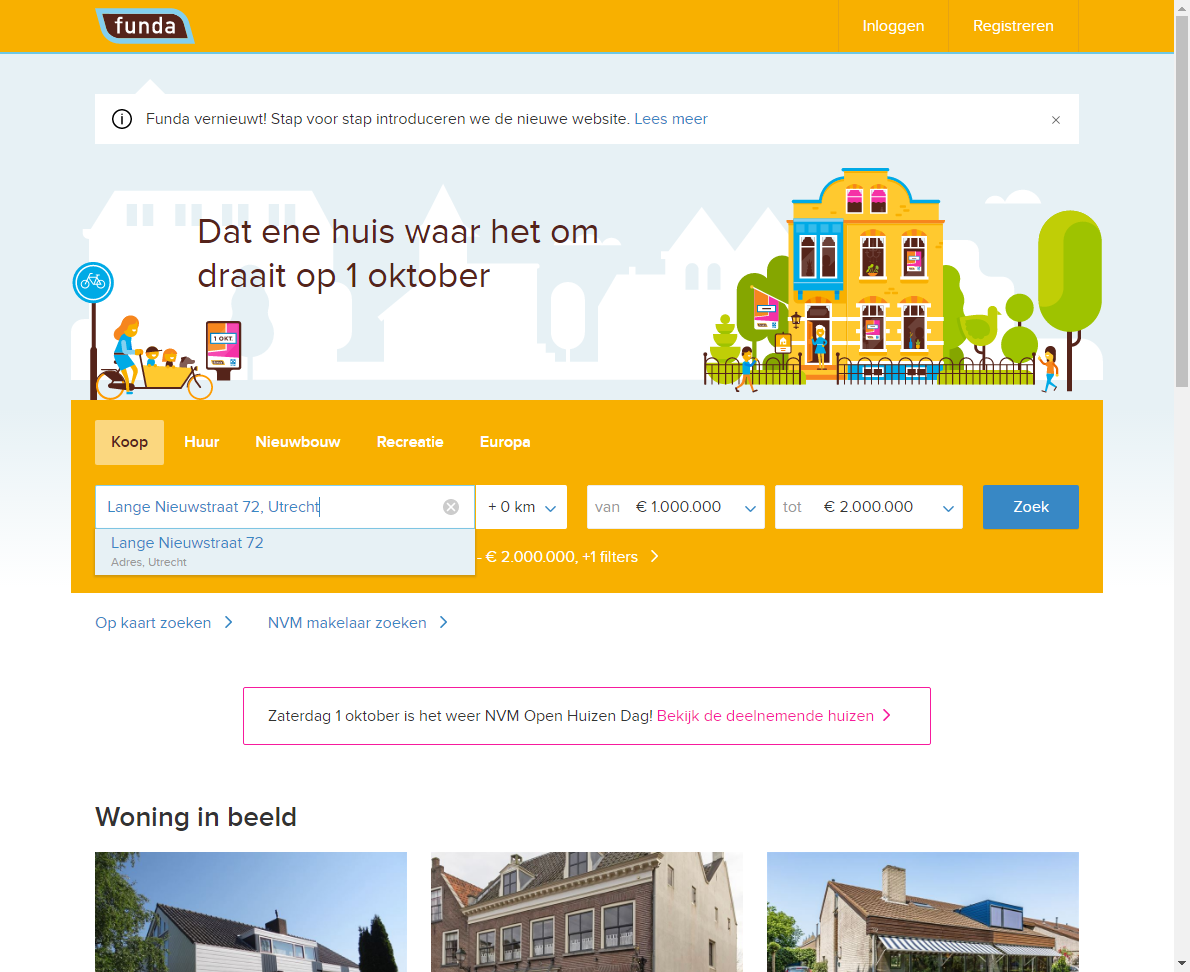 funda
Inloggen
Registreren
Funda vernieuwt! Stap voor stap introduceren we de nieuwe website. Lees meer
Dat ene huis waar het om
draait op 1 oktober
1 OKT
Koop
Huur
Nieuwbouw
Recreatie
Europa
Lange Nieuwstraat 72, Utrecht
+ 0 km
van € 1.000.000
tot € 2.000.000
Zoek
Lange Nieuwstraat 72
Adres, Utrecht
- € 2.000.000, +1 filters
Op kaart zoeken
NVM makelaar zoeken
Zaterdag 1 oktober is het weer NVM Open Huizen Dag! Bekijk de deelnemende huizen
Woning in beeld